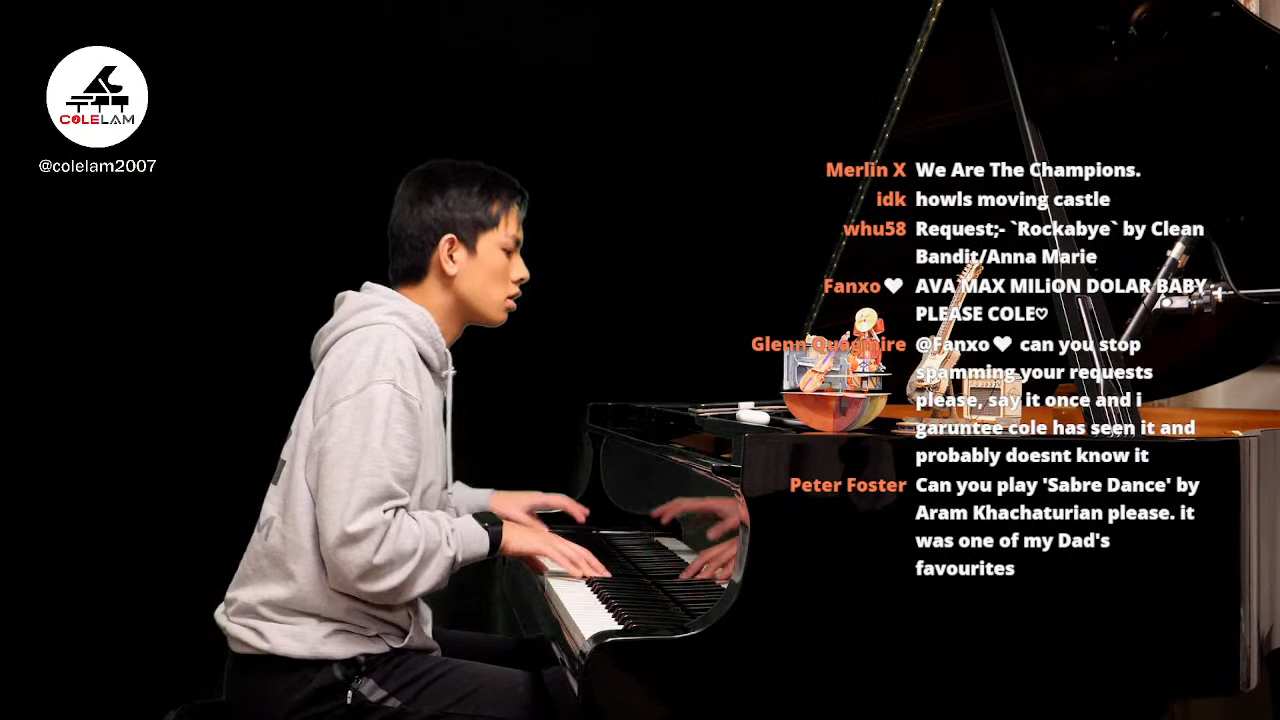 COLELAM
@colelam2007
Merlin X We Are The Champions.
idk howls moving castle
whu58 Request;- `Rockabye` by Clean
Bandit/Anna Marie
Fanxo🤍 AVA MAX MILiON DOLAR BABY
PLEASE COLE♡
Glenn Quagmire @Fanxo🤍 can you stop
spamming your requests
please, say it once and i
garuntee cole has seen it and
probably doesnt know it
Peter Foster Can you play 'Sabre Dance' by
Aram Khachaturian please. it
was one of my Dad's
favourites